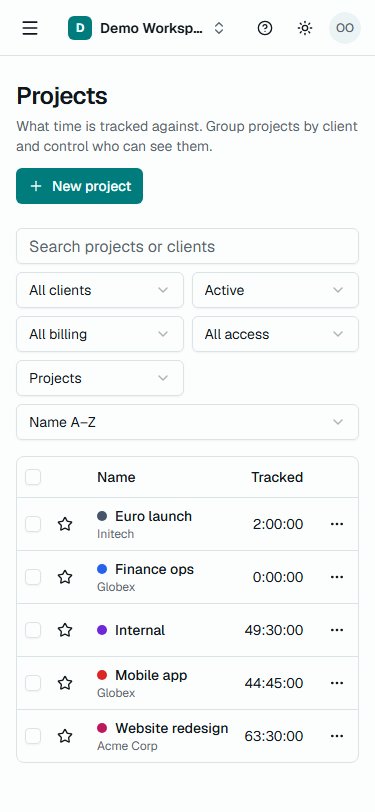 D Demo Worksp... OO
Projects
What time is tracked against. Group projects by client
and control who can see them.
+ New project
Search projects or clients
All clients Active
All billing All access
Projects
Name A–Z
Name Tracked
Euro launch 2:00:00
Initech
Finance ops 0:00:00
Globex
Internal 49:30:00
Mobile app 44:45:00
Globex
Website redesign 63:30:00
Acme Corp